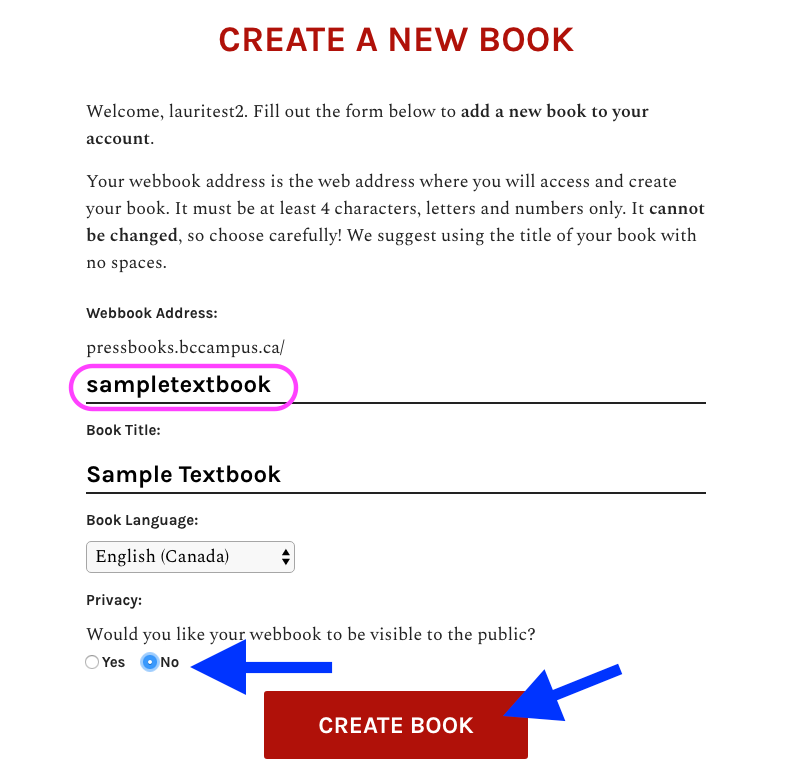 CREATE A NEW BOOK
Welcome, lauritest2. Fill out the form below to add a new book to your
account.
Your webbook address is the web address where you will access and create
your book. It must be at least 4 characters, letters and numbers only. It cannot
be changed, so choose carefully! We suggest using the title of your book with
no spaces.
Webbook Address:
pressbooks.bccampus.ca/
sampletextbook
Book Title:
Sample Textbook
Book Language:
English (Canada)
Privacy:
Would you like your webbook to be visible to the public?
Yes No
CREATE BOOK